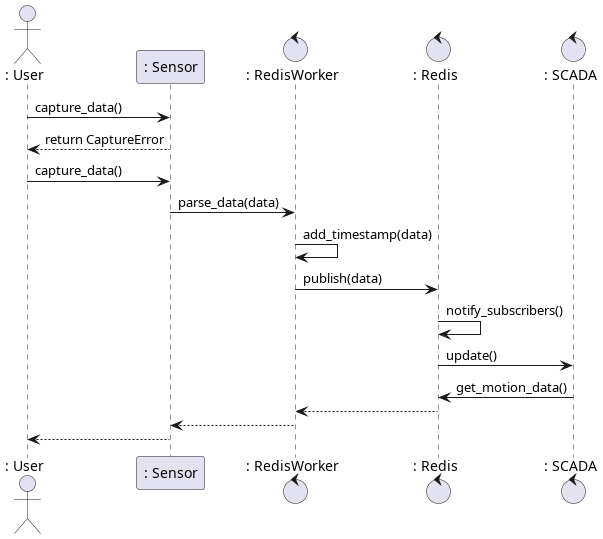 : User
: Sensor
: RedisWorker
: Redis
: SCADA
capture_data()
return CaptureError
capture_data()
parse_data(data)
add_timestamp(data)
publish(data)
notify_subscribers()
update()
get_motion_data()
: User
: Sensor
: RedisWorker
: Redis
: SCADA